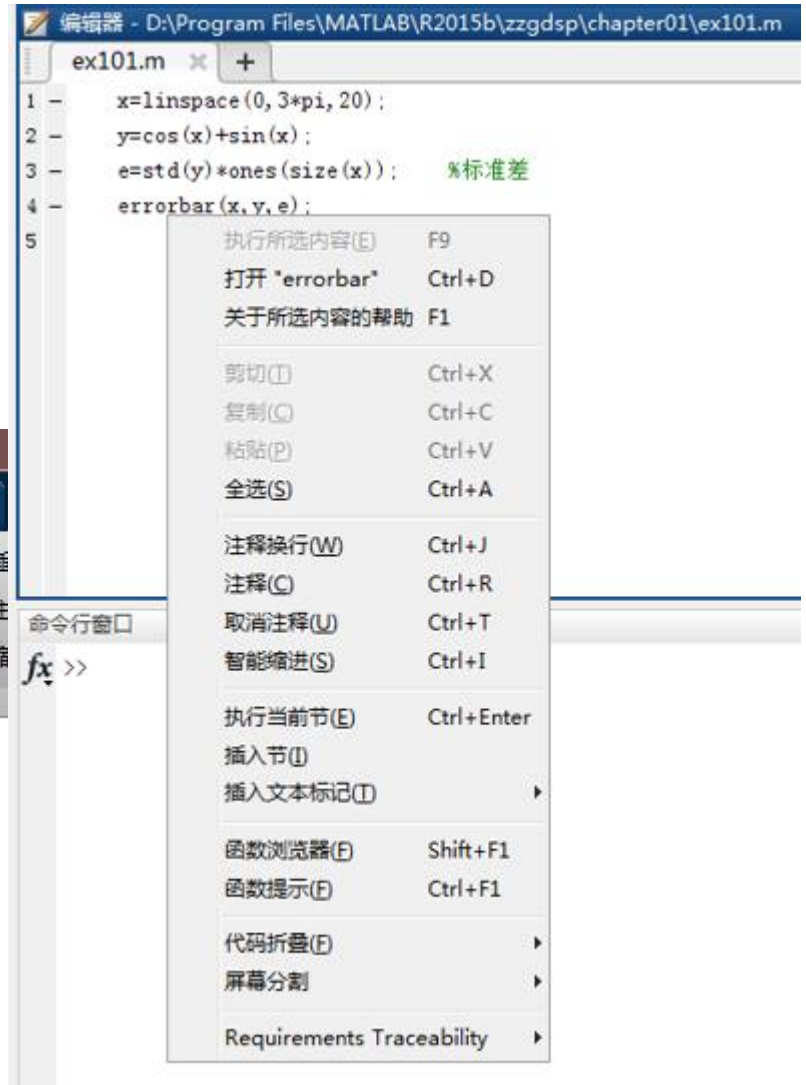 编辑器 - D:\Program Files\MATLAB\R2015b\zzgdsp\chapter01\ex101.m
ex101.m × +
1 - x=linspace(0,3*pi,20);
2 - y=cos(x)+sin(x);
3 - e=std(y)*ones(size(x)); %标准差
4 - errorbar(x,y,e);
5
执行所选内容(E) F9
打开 "errorbar" Ctrl+D
关于所选内容的帮助 F1
剪切(T) Ctrl+X
复制(C) Ctrl+C
粘贴(P) Ctrl+V
全选(S) Ctrl+A
注释换行(W) Ctrl+J
注释(C) Ctrl+R
取消注释(U) Ctrl+T
智能缩进(S) Ctrl+I
执行当前节(E) Ctrl+Enter
插入节(I)
插入文本标记(T)
函数浏览器(F) Shift+F1
函数提示(F) Ctrl+F1
代码折叠(F)
屏幕分割
Requirements Traceability
命令行窗口
fx >>